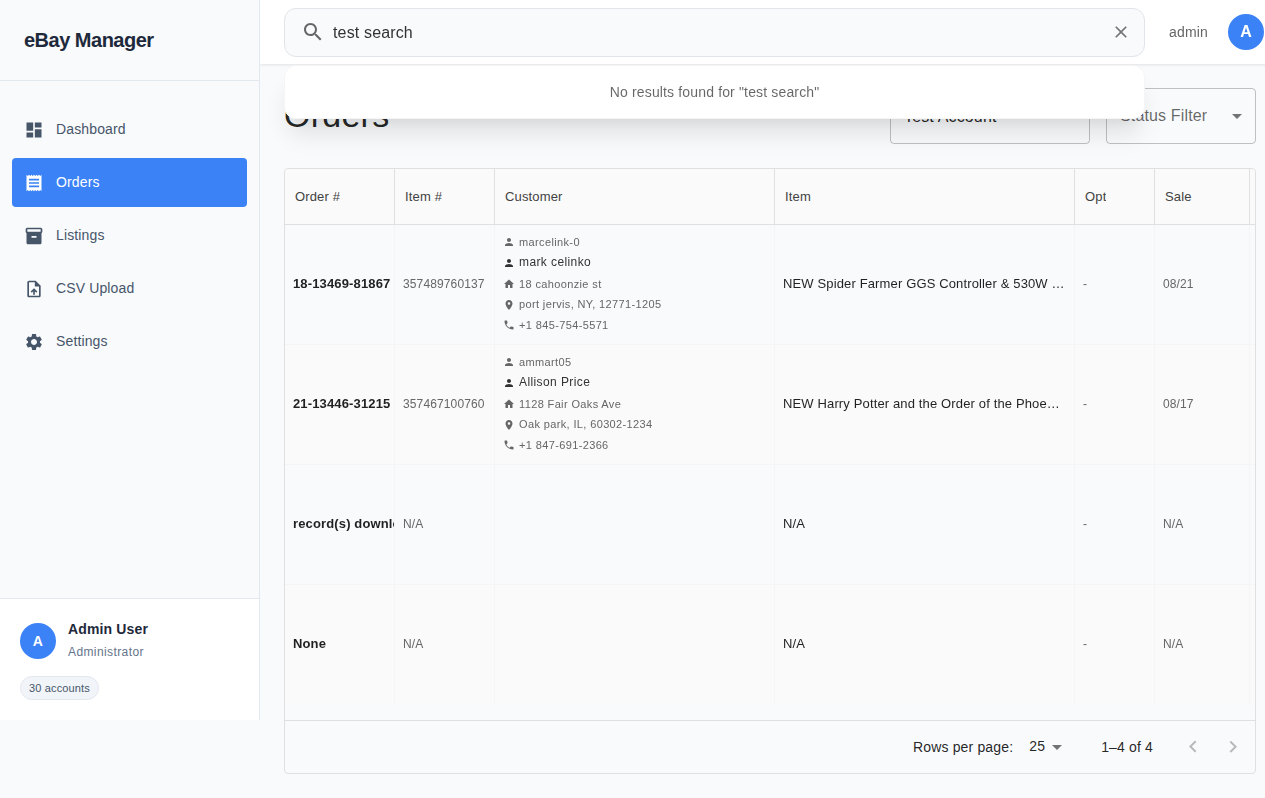 eBay Manager
test search
admin
A
No results found for "test search"
Dashboard
Orders
Listings
CSV Upload
Settings
Orders
Test Account
Status Filter
Order #
Item #
Customer
Item
Opt
Sale
18-13469-81867
357489760137
marcelink-0
mark celinko
18 cahoonzie st
port jervis, NY, 12771-1205
+1 845-754-5571
NEW Spider Farmer GGS Controller & 530W …
-
08/21
21-13446-31215
357467100760
ammart05
Allison Price
1128 Fair Oaks Ave
Oak park, IL, 60302-1234
+1 847-691-2366
NEW Harry Potter and the Order of the Phoe…
-
08/17
record(s) downl
N/A
N/A
-
N/A
None
N/A
N/A
-
N/A
A
Admin User
Administrator
30 accounts
Rows per page:
25
1–4 of 4